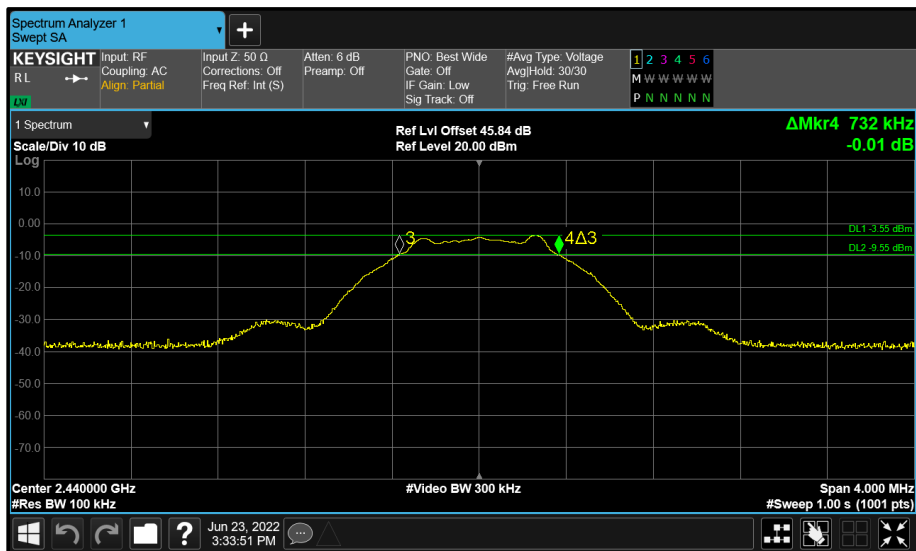 Spectrum Analyzer 1
Swept SA
+
KEYSIGHT
R L
LXI
Input: RF
Coupling: AC
Align: Partial
Input Z: 50 Ω
Corrections: Off
Freq Ref: Int (S)
Atten: 6 dB
Preamp: Off
PNO: Best Wide
Gate: Off
IF Gain: Low
Sig Track: Off
#Avg Type: Voltage
Avg|Hold: 30/30
Trig: Free Run
1 2 3 4 5 6
M W W W W W
P N N N N N
1 Spectrum
Scale/Div 10 dB
Ref Lvl Offset 45.84 dB
Ref Level 20.00 dBm
ΔMkr4 732 kHz
-0.01 dB
Log
10.0
0.00
-10.0
-20.0
-30.0
-40.0
-50.0
-60.0
-70.0
3
4Δ3
DL1 -3.55 dBm
DL2 -9.55 dBm
Center 2.440000 GHz
#Video BW 300 kHz
Span 4.000 MHz
#Res BW 100 kHz
#Sweep 1.00 s (1001 pts)
?
Jun 23, 2022
3:33:51 PM